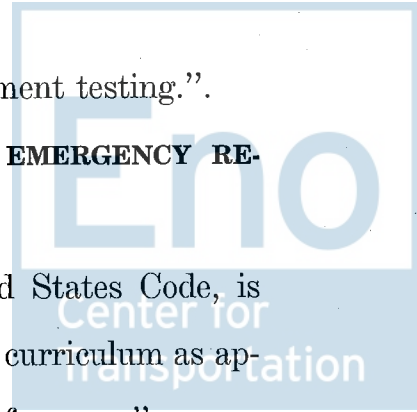 ment testing.".
EMERGENCY RE-
Eno
d States Code, is
Center for
curriculum as ap-
Transportation